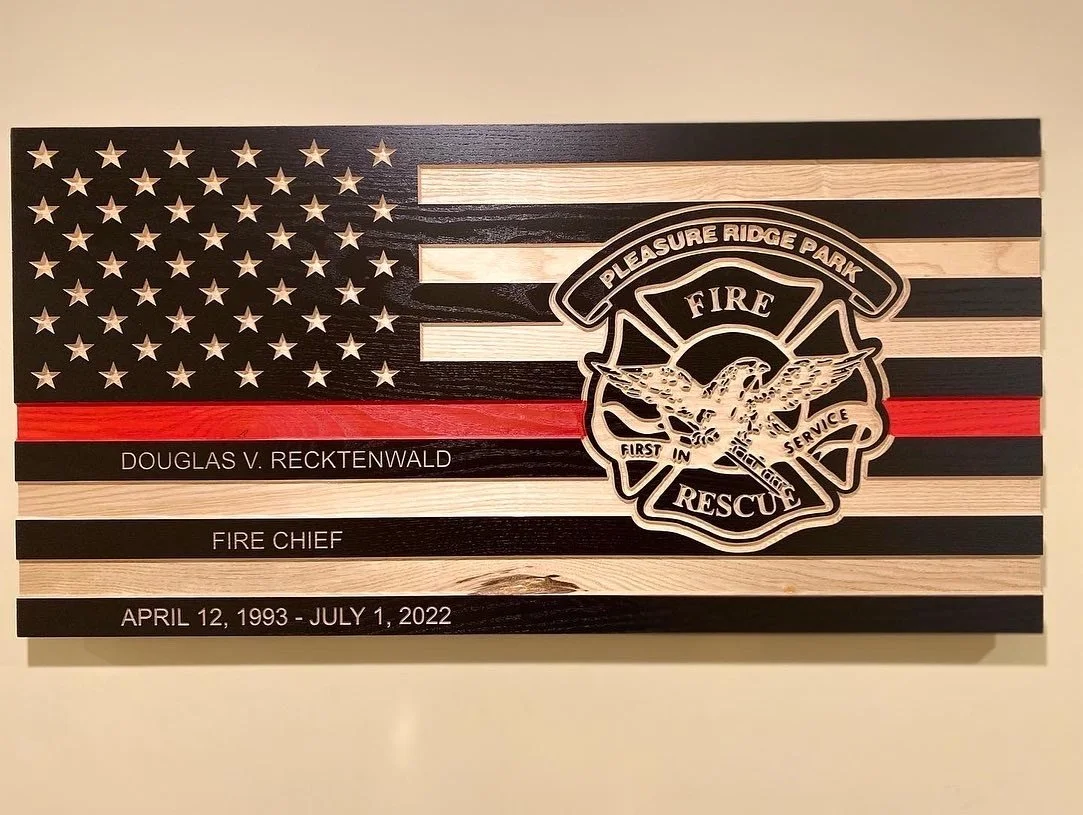 PLEASURE RIDGE PARK
FIRE
FIRST IN SERVICE
RESCUE
DOUGLAS V. RECKTENWALD
FIRE CHIEF
APRIL 12, 1993 - JULY 1, 2022